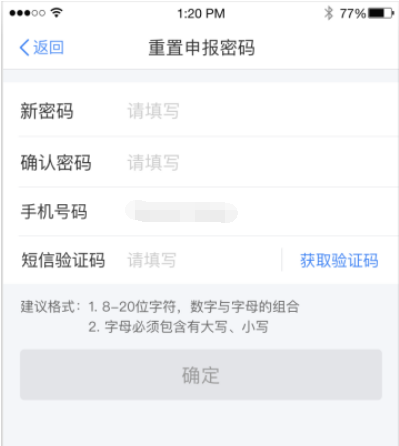 1:20 PM 77%
返回 重置申报密码
新密码 请填写
确认密码 请填写
手机号码
短信验证码 请填写 获取验证码
建议格式：1. 8-20位字符，数字与字母的组合
2. 字母必须包含有大写、小写
确定